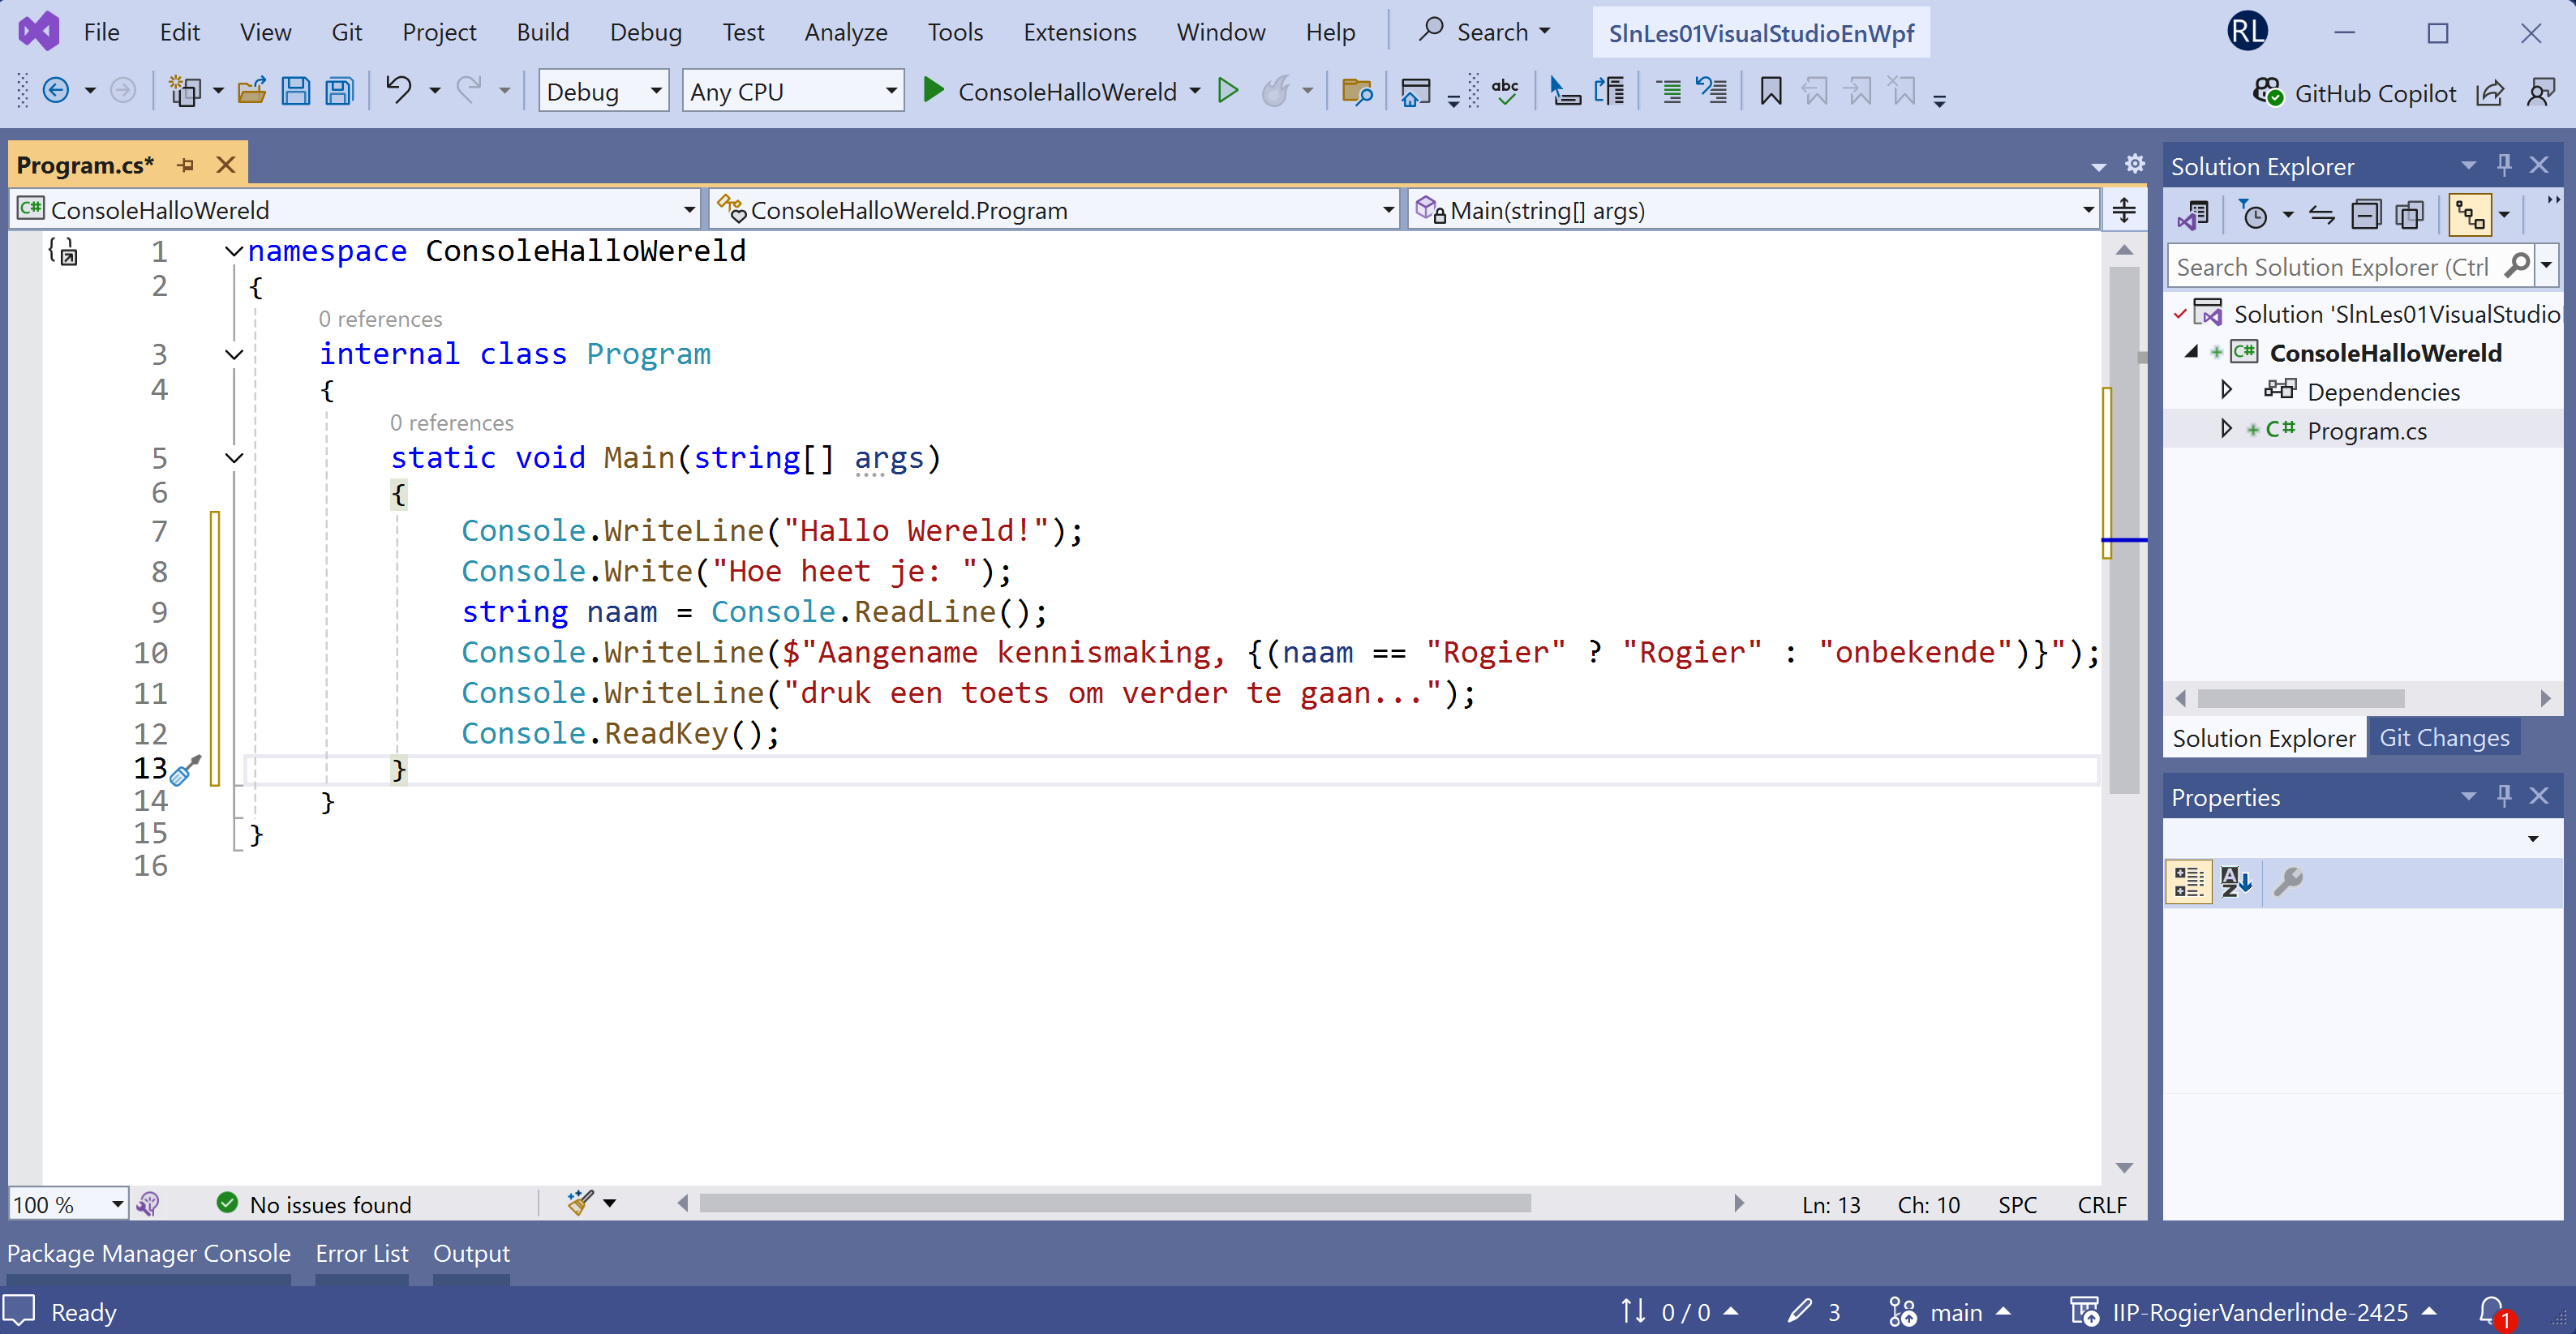 File Edit View Git Project Build Debug Test Analyze Tools Extensions Window Help Search SlnLes01VisualStudioEnWpf RL
Debug Any CPU ConsoleHalloWereld abc GitHub Copilot
Program.cs*
C# ConsoleHalloWereld ConsoleHalloWereld.Program Main(string[] args)
1 namespace ConsoleHalloWereld
2 {
0 references
3 internal class Program
4 {
0 references
5 static void Main(string[] args)
6 {
7 Console.WriteLine("Hallo Wereld!");
8 Console.Write("Hoe heet je: ");
9 string naam = Console.ReadLine();
10 Console.WriteLine($"Aangename kennismaking, {(naam == "Rogier" ? "Rogier" : "onbekende")}");
11 Console.WriteLine("druk een toets om verder te gaan...");
12 Console.ReadKey();
13 }
14 }
15 }
16
100 % No issues found Ln: 13 Ch: 10 SPC CRLF
Solution Explorer
Search Solution Explorer (Ctrl
Solution 'SlnLes01VisualStudio
C# ConsoleHalloWereld
Dependencies
C# Program.cs
Solution Explorer Git Changes
Properties
AZ
Package Manager Console Error List Output
Ready 0 / 0 3 main IIP-RogierVanderlinde-2425 1